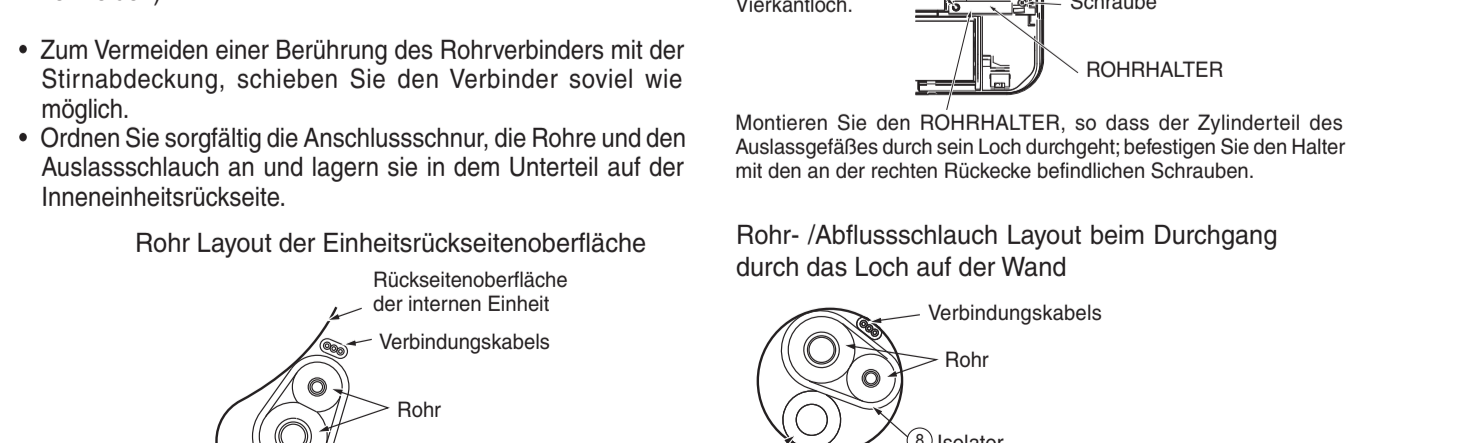 • Zum Vermeiden einer Berührung des Rohrverbinders mit der
Stirnabdeckung, schieben Sie den Verbinder soviel wie
möglich.
• Ordnen Sie sorgfältig die Anschlussschnur, die Rohre und den
Auslassschlauch an und lagern sie in dem Unterteil auf der
Inneneinheitsrückseite.
Rohr Layout der Einheitsrückseitenoberfläche
Rückseitenoberfläche
der internen Einheit
Verbindungskabels
Rohr
Vierkantloch.
Schraube
ROHRHALTER
Montieren Sie den ROHRHALTER, so dass der Zylinderteil des
Auslassgefäßes durch sein Loch durchgeht; befestigen Sie den Halter
mit den an der rechten Rückecke befindlichen Schrauben.
Rohr- /Abflussschlauch Layout beim Durchgang
durch das Loch auf der Wand
Verbindungskabels
Rohr
8 Isolator